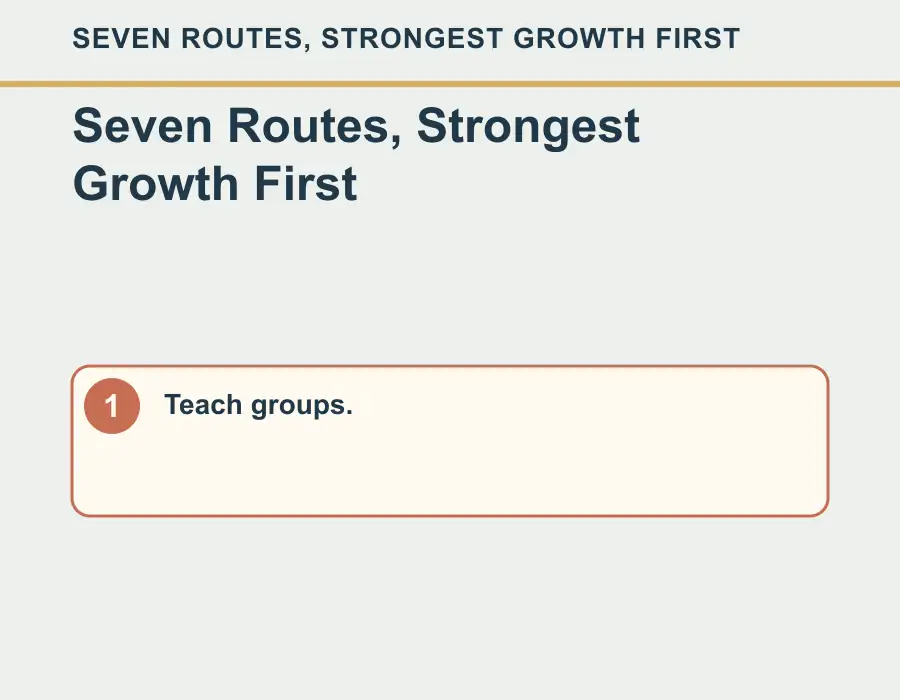 SEVEN ROUTES, STRONGEST GROWTH FIRST
Seven Routes, Strongest
Growth First
1
Teach groups.